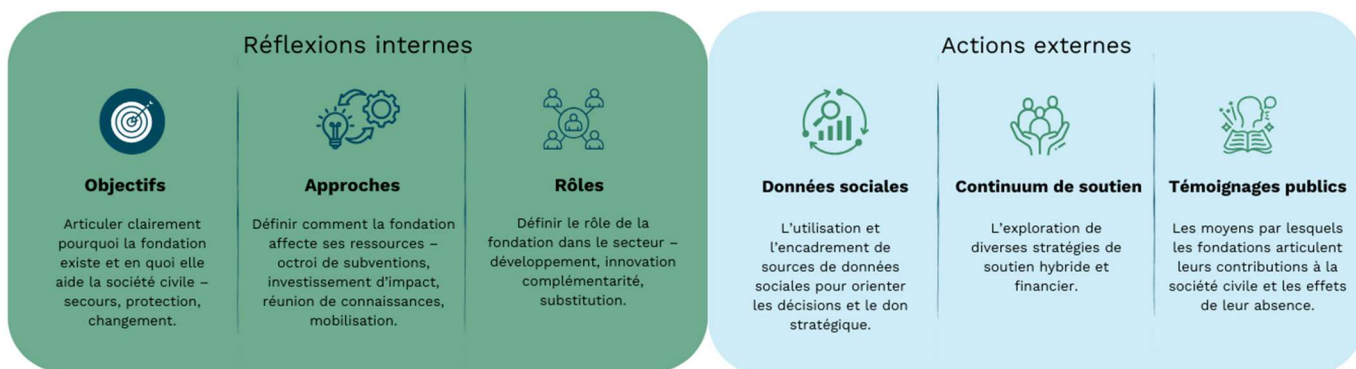 Réflexions internes
Objectifs
Articuler clairement
pourquoi la fondation
existe et en quoi elle
aide la société civile –
secours, protection,
changement.
Approches
Définir comment la fondation
affecte ses ressources –
octroi de subventions,
investissement d'impact,
réunion de connaissances,
mobilisation.
Rôles
Définir le rôle de la
fondation dans le secteur –
développement, innovation
complémentarité,
substitution.
Actions externes
Données sociales
L'utilisation et
l'encadrement de
sources de données
sociales pour orienter
les décisions et le don
stratégique.
Continuum de soutien
L'exploration de
diverses stratégies de
soutien hybride et
financier.
Témoignages publics
Les moyens par lesquels
les fondations articulent
leurs contributions à la
société civile et les effets
de leur absence.